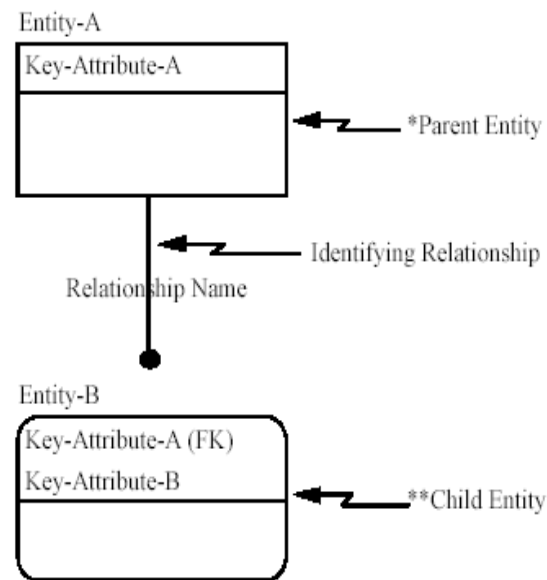 Entity-A
Key-Attribute-A
*Parent Entity
Identifying Relationship
Relationship Name
Entity-B
Key-Attribute-A (FK)
Key-Attribute-B
**Child Entity